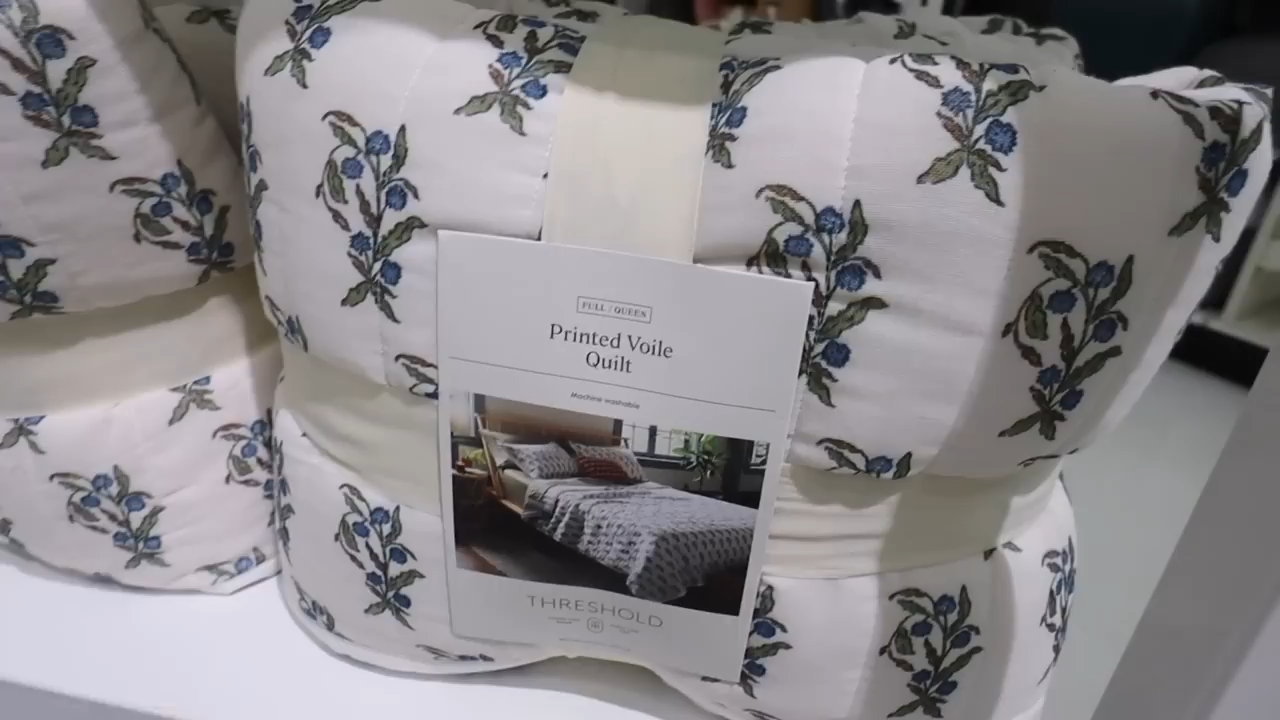 FULL / QUEEN
Printed Voile
Quilt
Machine washable
THRESHOLD